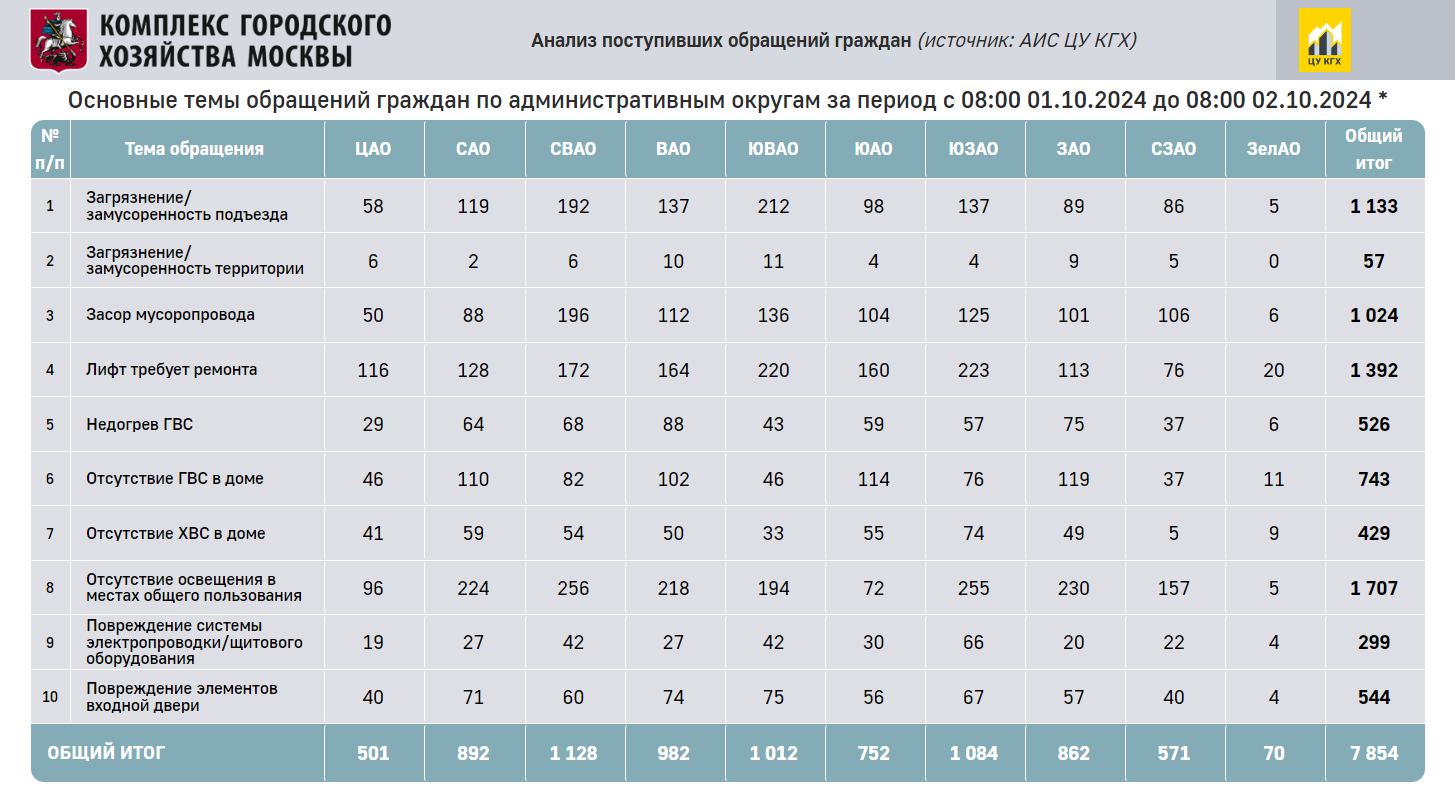 КОМПЛЕКС ГОРОДСКОГО
ХОЗЯЙСТВА МОСКВЫ
Анализ поступивших обращений граждан (источник: АИС ЦУ КГХ)
ЦУ КГХ
Основные темы обращений граждан по административным округам за период с 08:00 01.10.2024 до 08:00 02.10.2024 *
№ п/п Тема обращения ЦАО САО СВАО ВАО ЮВАО ЮАО ЮЗАО ЗАО СЗАО ЗелАО Общий итог
1 Загрязнение/ замусоренность подъезда 58 119 192 137 212 98 137 89 86 5 1 133
2 Загрязнение/ замусоренность территории 6 2 6 10 11 4 4 9 5 0 57
3 Засор мусоропровода 50 88 196 112 136 104 125 101 106 6 1 024
4 Лифт требует ремонта 116 128 172 164 220 160 223 113 76 20 1 392
5 Недогрев ГВС 29 64 68 88 43 59 57 75 37 6 526
6 Отсутствие ГВС в доме 46 110 82 102 46 114 76 119 37 11 743
7 Отсутствие ХВС в доме 41 59 54 50 33 55 74 49 5 9 429
8 Отсутствие освещения в местах общего пользования 96 224 256 218 194 72 255 230 157 5 1 707
9 Повреждение системы электропроводки/щитового оборудования 19 27 42 27 42 30 66 20 22 4 299
10 Повреждение элементов входной двери 40 71 60 74 75 56 67 57 40 4 544
ОБЩИЙ ИТОГ 501 892 1 128 982 1 012 752 1 084 862 571 70 7 854